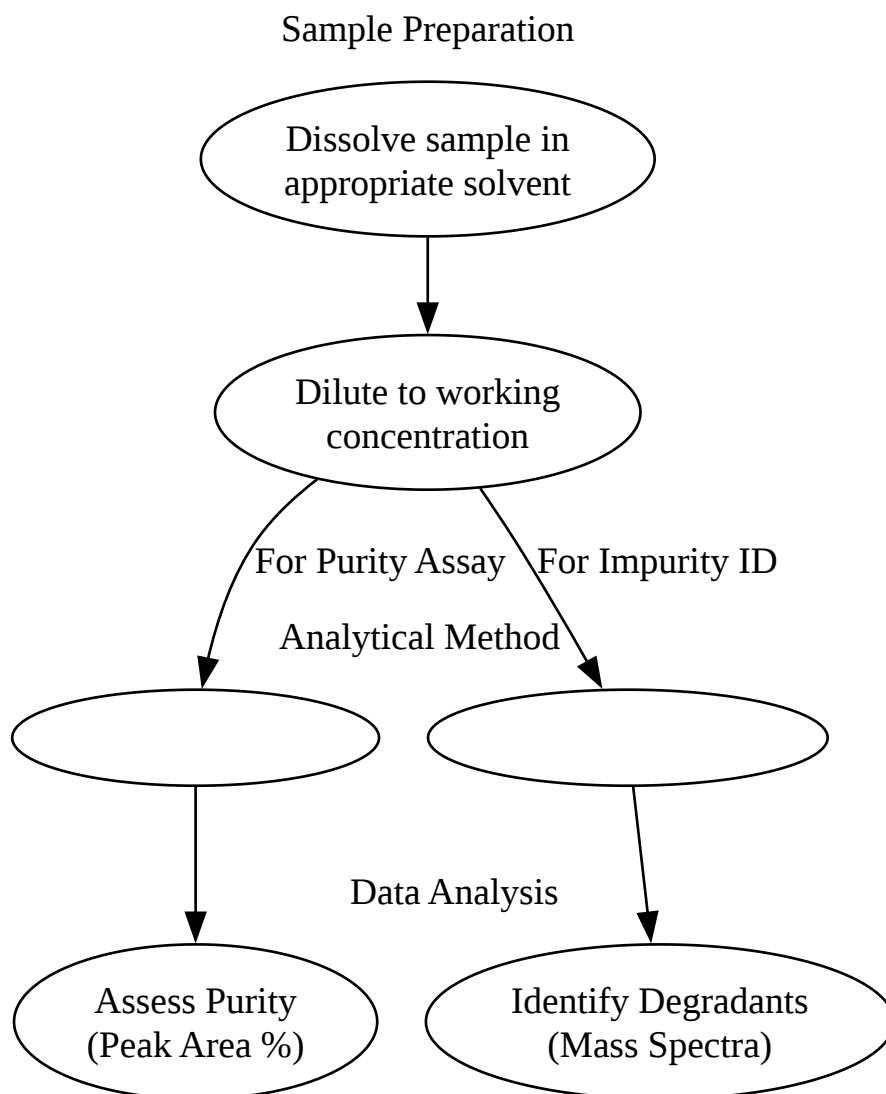 Sample Preparation
Dissolve sample in
appropriate solvent
Dilute to working
concentration
For Purity Assay
For Impurity ID
Analytical Method
Data Analysis
Assess Purity
(Peak Area %)
Identify Degradants
(Mass Spectra)